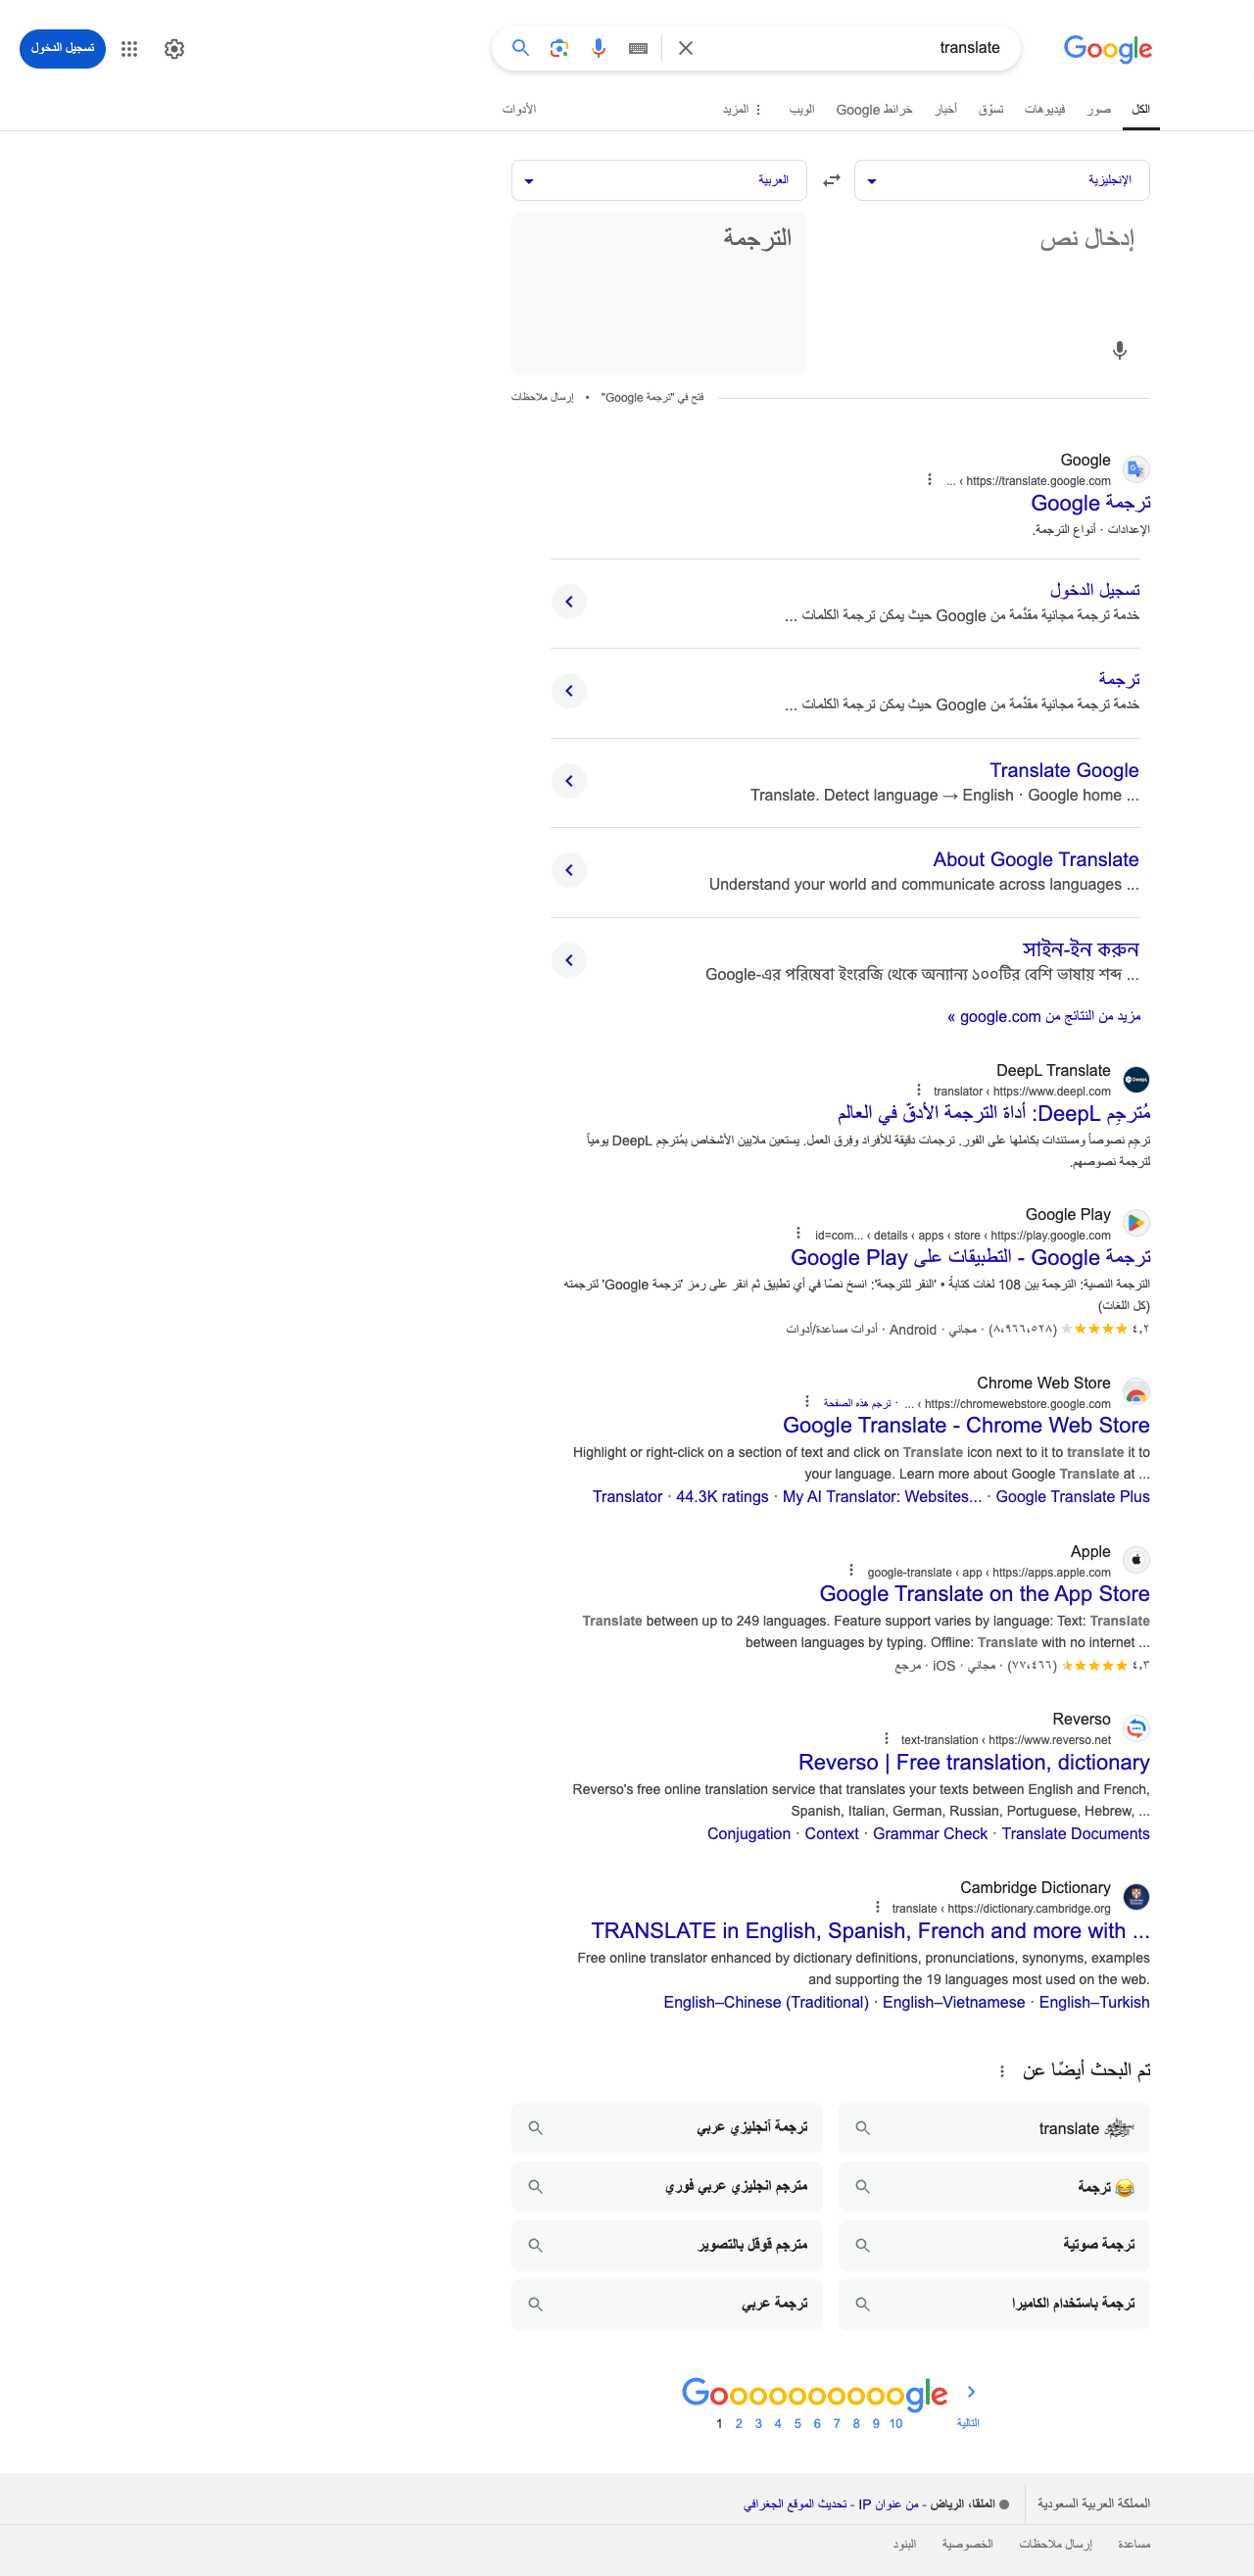 Google
translate
تسجيل الدخول
الكل
صور
فيديوهات
تسوّق
أخبار
خرائط Google
الويب
المزيد
الأدوات
الإنجليزية
العربية
إدخال نص
الترجمة
فتح في "ترجمة Google" • إرسال ملاحظات
Google
https://translate.google.com › ...
ترجمة Google
الإعدادات · أنواع الترجمة.
تسجيل الدخول
خدمة ترجمة مجانية مقدَّمة من Google حيث يمكن ترجمة الكلمات ...
ترجمة
خدمة ترجمة مجانية مقدَّمة من Google حيث يمكن ترجمة الكلمات ...
Translate Google
Translate. Detect language → English · Google home ...
About Google Translate
Understand your world and communicate across languages ...
সাইন-ইন করুন
Google-এর পরিষেবা ইংরেজি থেকে অন্যান্য ১০০টির বেশি ভাষায় শব্দ ...
مزيد من النتائج من google.com »
DeepL Translate
https://www.deepl.com › translator
مُترجِم DeepL: أداة الترجمة الأدقّ في العالم
ترجِم نصوصاً ومستندات بكاملها على الفور. ترجمات دقيقة للأفراد وفِرق العمل. يستعين ملايين الأشخاص بمُترجِم DeepL يومياً
لترجمة نصوصهم.
Google Play
https://play.google.com › store › apps › details › id=com...
ترجمة Google - التطبيقات على Google Play
الترجمة النصية: الترجمة بين 108 لغات كتابةً • 'النقر للترجمة': انسخ نصًا في أي تطبيق ثم انقر على رمز 'ترجمة Google' لترجمته
(كل اللغات)
٤,٢ (٨,٩٦٦,٥٢٨) · مجاني · Android · أدوات مساعدة/أدوات
Chrome Web Store
https://chromewebstore.google.com › ... · ترجم هذه الصفحة
Google Translate - Chrome Web Store
Highlight or right-click on a section of text and click on Translate icon next to it to translate it to
your language. Learn more about Google Translate at ...
Translator · 44.3K ratings · My AI Translator: Websites... · Google Translate Plus
Apple
https://apps.apple.com › app › google-translate
Google Translate on the App Store
Translate between up to 249 languages. Feature support varies by language: Text: Translate
between languages by typing. Offline: Translate with no internet ...
٤,٣ (٧٧,٤٦٦) · مجاني · iOS · مرجع
Reverso
https://www.reverso.net › text-translation
Reverso | Free translation, dictionary
Reverso's free online translation service that translates your texts between English and French,
Spanish, Italian, German, Russian, Portuguese, Hebrew, ...
Conjugation · Context · Grammar Check · Translate Documents
Cambridge Dictionary
https://dictionary.cambridge.org › translate
TRANSLATE in English, Spanish, French and more with ...
Free online translator enhanced by dictionary definitions, pronunciations, synonyms, examples
and supporting the 19 languages most used on the web.
English–Chinese (Traditional) · English–Vietnamese · English–Turkish
تم البحث أيضًا عن
﷽ translate
ترجمة أنجليزي عربي
😂 ترجمة
مترجم انجليزي عربي فوري
ترجمة صوتية
مترجم قوقل بالتصوير
ترجمة باستخدام الكاميرا
ترجمة عربي
Goooooooooogle
1 2 3 4 5 6 7 8 9 10
التالية
المملكة العربية السعودية
الملقا، الرياض - من عنوان IP - تحديث الموقع الجغرافي
مساعدة
إرسال ملاحظات
الخصوصية
البنود